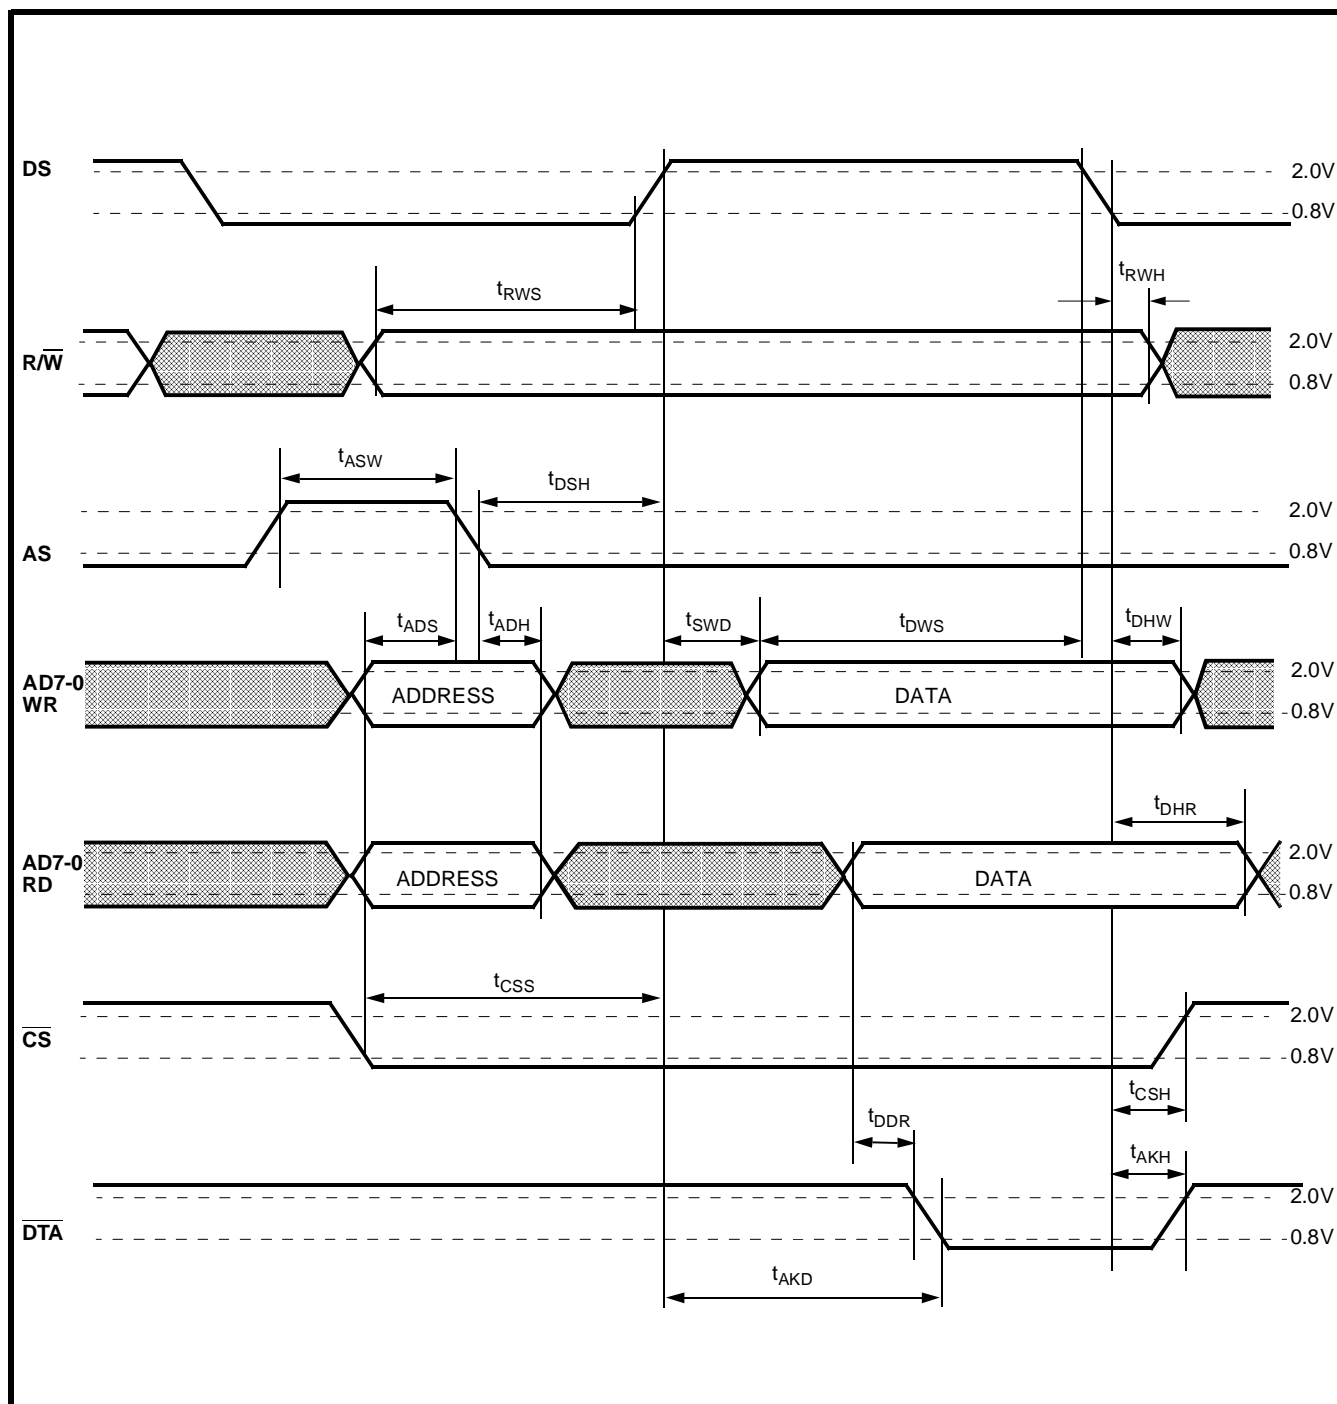 DS
2.0V
0.8V
tRWS
tRWH
R/W̅
2.0V
0.8V
tASW
tDSH
AS
2.0V
0.8V
tADS
tADH
tSWD
tDWS
tDHW
AD7-0
WR
ADDRESS
DATA
2.0V
0.8V
tDHR
AD7-0
RD
ADDRESS
DATA
2.0V
0.8V
tCSS
C̅S̅
2.0V
0.8V
tCSH
tDDR
tAKH
D̅T̅A̅
2.0V
0.8V
tAKD